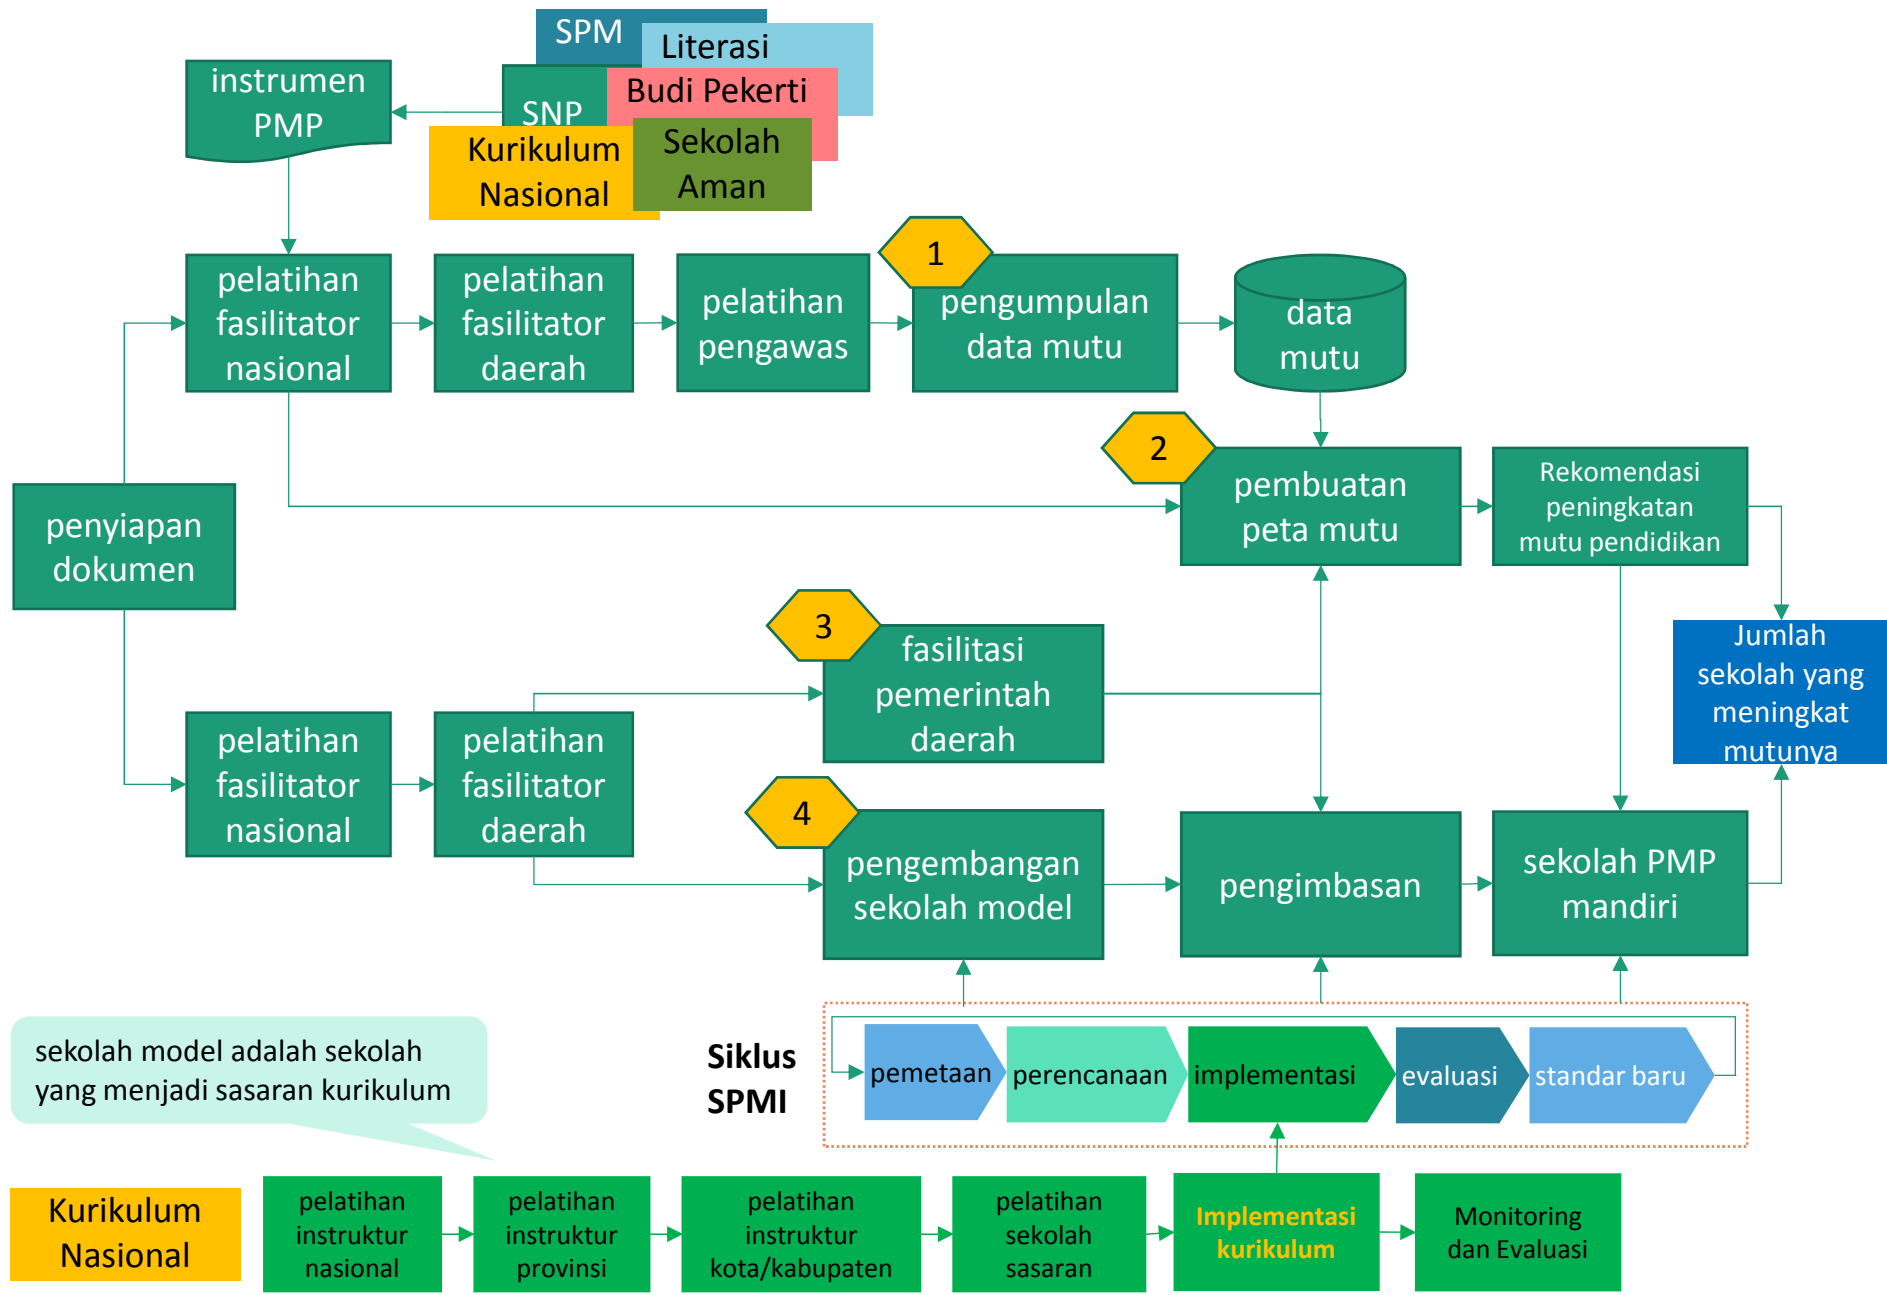 SPM
Literasi
instrumen
PMP
SNP
Budi Pekerti
Kurikulum
Nasional
Sekolah
Aman
pelatihan
fasilitator
nasional
pelatihan
fasilitator
daerah
pelatihan
pengawas
1
pengumpulan
data mutu
data
mutu
penyiapan
dokumen
2
pembuatan
peta mutu
Rekomendasi
peningkatan
mutu pendidikan
3
fasilitasi
pemerintah
daerah
Jumlah
sekolah yang
meningkat
mutunya
pelatihan
fasilitator
nasional
pelatihan
fasilitator
daerah
4
pengembangan
sekolah model
pengimbasan
sekolah PMP
mandiri
sekolah model adalah sekolah
yang menjadi sasaran kurikulum
Siklus
SPMI
pemetaan
perencanaan
implementasi
evaluasi
standar baru
Kurikulum
Nasional
pelatihan
instruktur
nasional
pelatihan
instruktur
provinsi
pelatihan
instruktur
kota/kabupaten
pelatihan
sekolah
sasaran
Implementasi
kurikulum
Monitoring
dan Evaluasi